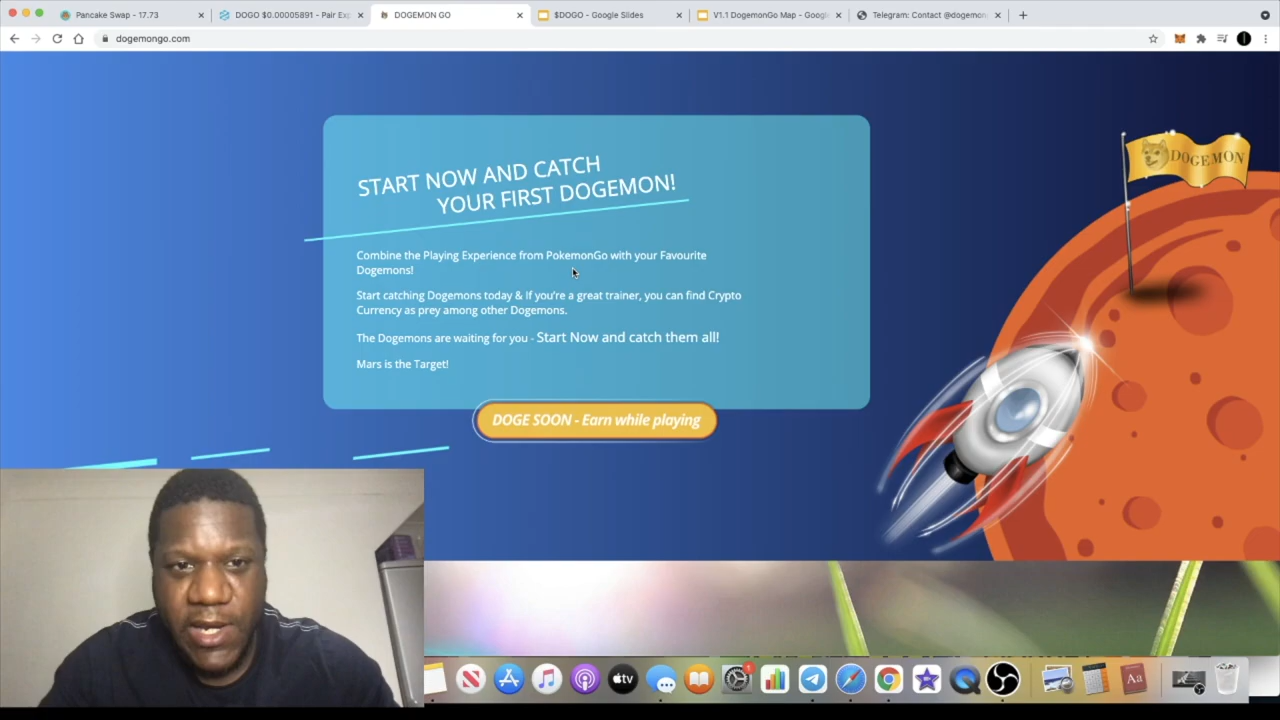 Pancake Swap - 17.73
DOGO $0.00005891 - Pair Exp
DOGEMON GO
$DOGO - Google Slides
V1.1 DogemonGo Map - Google
Telegram: Contact @dogemon
dogemongo.com
START NOW AND CATCH
YOUR FIRST DOGEMON!
Combine the Playing Experience from PokemonGo with your Favourite
Dogemons!
Start catching Dogemons today & If you're a great trainer, you can find Crypto
Currency as prey among other Dogemons.
The Dogemons are waiting for you - Start Now and catch them all!
Mars is the Target!
DOGE SOON - Earn while playing
DOGEMON
tv
1
Aa